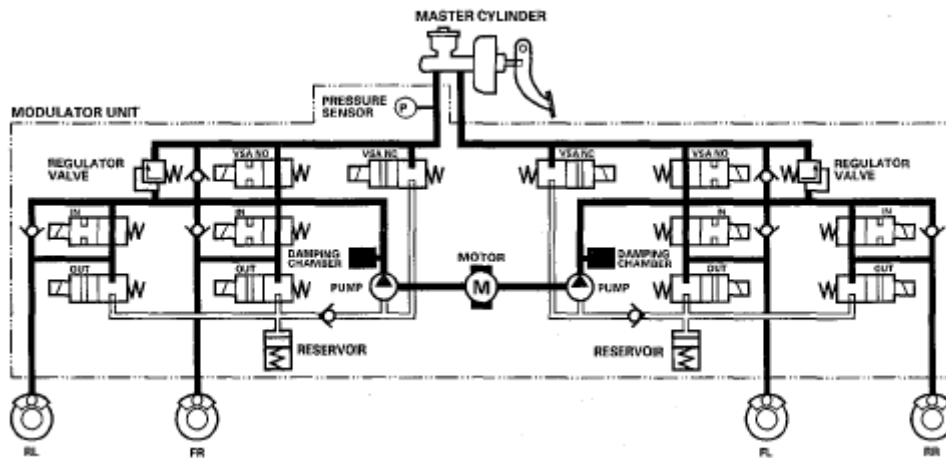 MASTER CYLINDER
PRESSURE
SENSOR
P
MODULATOR UNIT
REGULATOR
VALVE
VSA NO
VSA NC
VSA NC
VSA NO
REGULATOR
VALVE
IN
IN
IN
IN
DAMPING
CHAMBER
MOTOR
DAMPING
CHAMBER
OUT
OUT
PUMP
M
PUMP
OUT
OUT
RESERVOIR
RESERVOIR
RL
FR
FL
RR